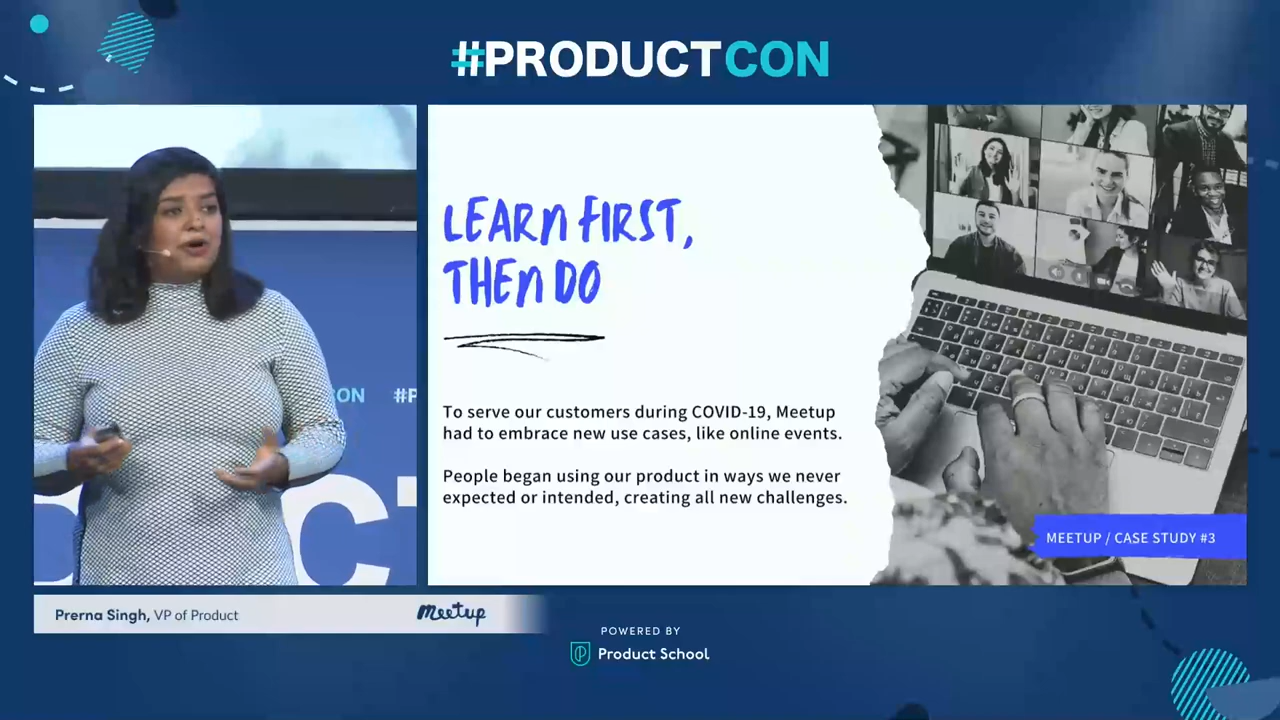 #PRODUCTCON
LEARN FIRST,
THEN DO
To serve our customers during COVID-19, Meetup
had to embrace new use cases, like online events.
People began using our product in ways we never
expected or intended, creating all new challenges.
MEETUP / CASE STUDY #3
ON #P
CT
Prerna Singh, VP of Product
meetup
POWERED BY
Product School